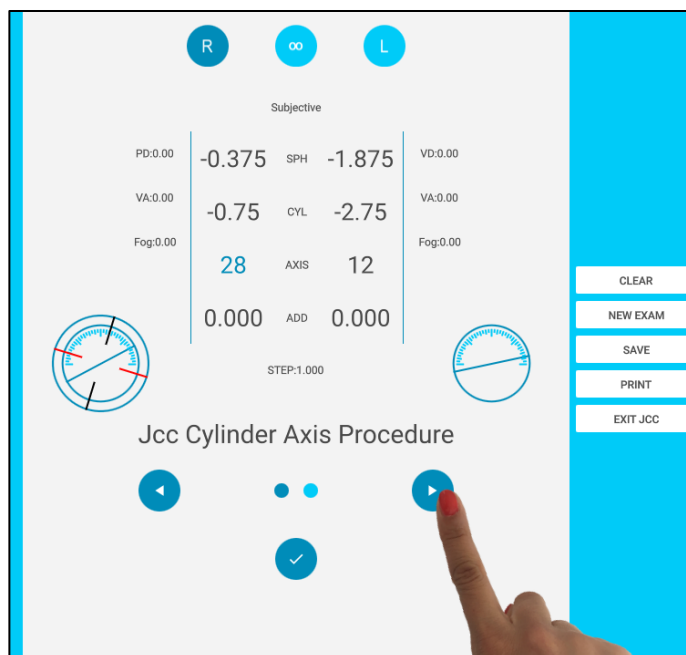 R ∞ L
Subjective
PD:0.00 -0.375 SPH -1.875 VD:0.00
VA:0.00 -0.75 CYL -2.75 VA:0.00
Fog:0.00 28 AXIS 12 Fog:0.00
0.000 ADD 0.000
STEP:1.000
Jcc Cylinder Axis Procedure
CLEAR
NEW EXAM
SAVE
PRINT
EXIT JCC